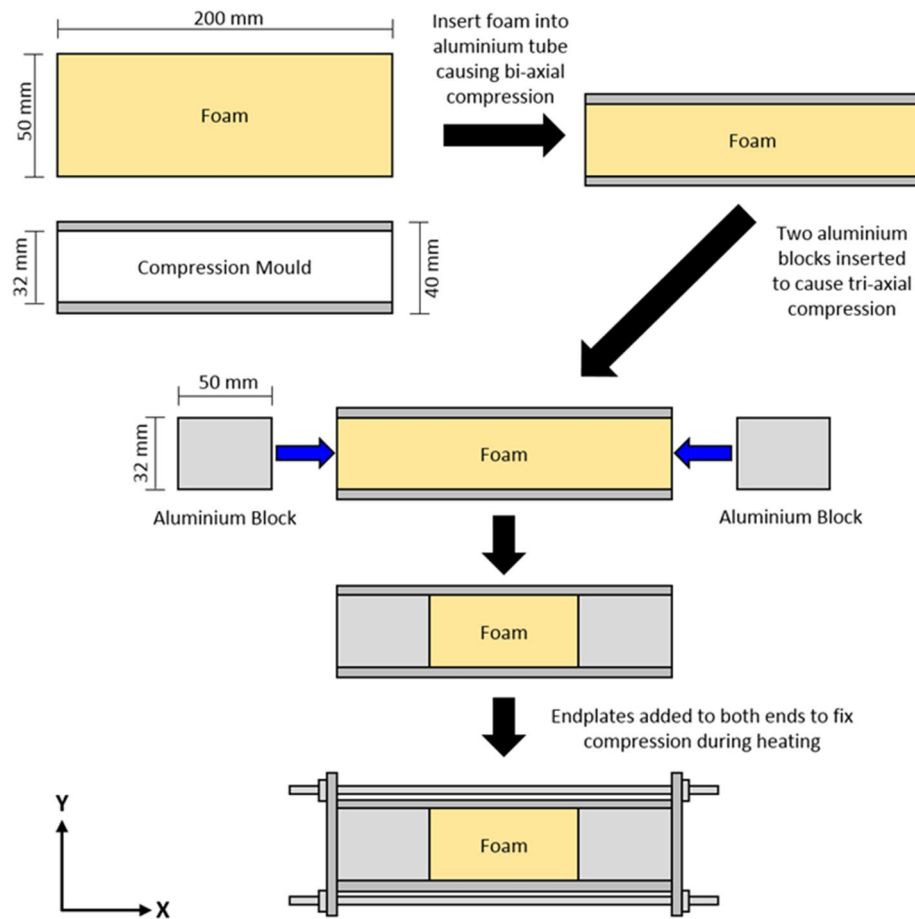 200 mm
50 mm
Foam
Insert foam into
aluminium tube
causing bi-axial
compression
Foam
32 mm
Compression Mould
40 mm
Two aluminium
blocks inserted
to cause tri-axial
compression
50 mm
32 mm
Foam
Aluminium Block
Aluminium Block
Foam
Endplates added to both ends to fix
compression during heating
Foam
Y
X